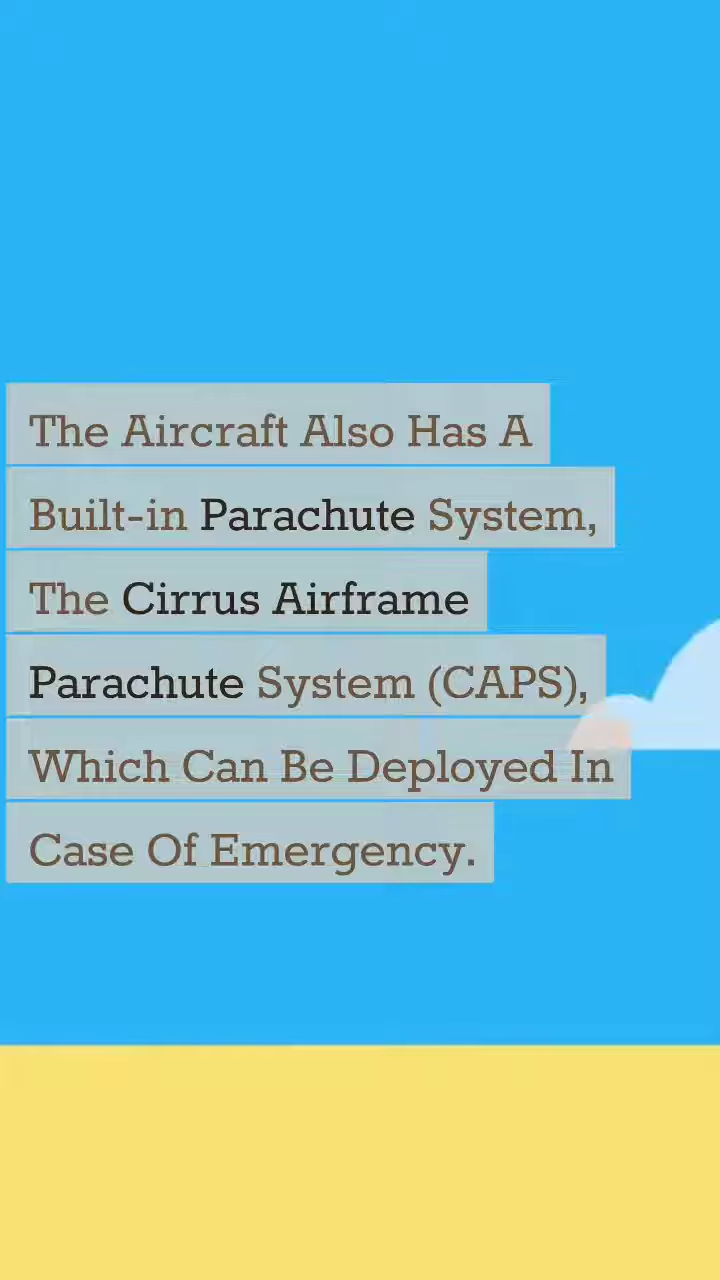 The Aircraft Also Has A
Built-in Parachute System,
The Cirrus Airframe
Parachute System (CAPS),
Which Can Be Deployed In
Case Of Emergency.